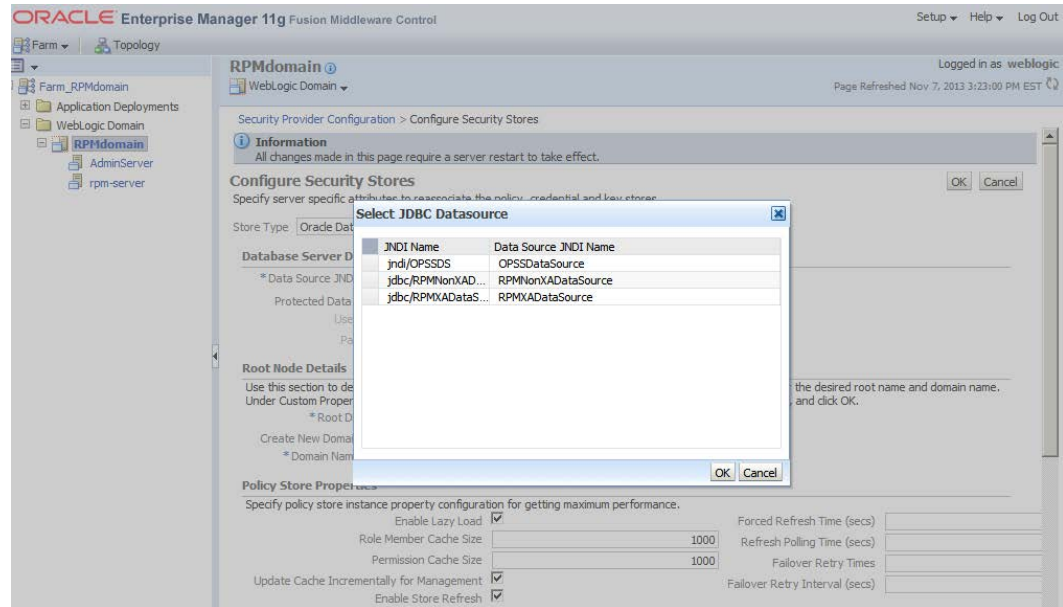 ORACLE Enterprise Manager 11g Fusion Middleware Control
Setup Help Log Out
Farm Topology
RPMdomain
Logged in as weblogic
WebLogic Domain
Page Refreshed Nov 7, 2013 3:23:00 PM EST
Farm_RPMdomain
Application Deployments
WebLogic Domain
RPMdomain
AdminServer
rpm-server
Security Provider Configuration > Configure Security Stores
Information
All changes made in this page require a server restart to take effect.
Configure Security Stores
OK Cancel
Specify server specific attributes to reassociate the policy, credential and key stores
Store Type
Database Server D
*Data Source JND
Protected Data
Use
Pa
Root Node Details
Use this section to de
the desired root name and domain name.
Under Custom Proper
, and click OK.
*Root D
Create New Domai
*Domain Nam
Select JDBC Datasource
JNDI Name Data Source JNDI Name
jndi/OPSSDS OPSSDataSource
jdbc/RPMNonXAD... RPMNonXADataSource
jdbc/RPMXADataS... RPMXADataSource
OK Cancel
Policy Store Properties
Specify policy store instance property configuration for getting maximum performance.
Enable Lazy Load
Forced Refresh Time (secs)
Role Member Cache Size 1000
Refresh Polling Time (secs)
Permission Cache Size 1000
Failover Retry Times
Update Cache Incrementally for Management
Failover Retry Interval (secs)
Enable Store Refresh